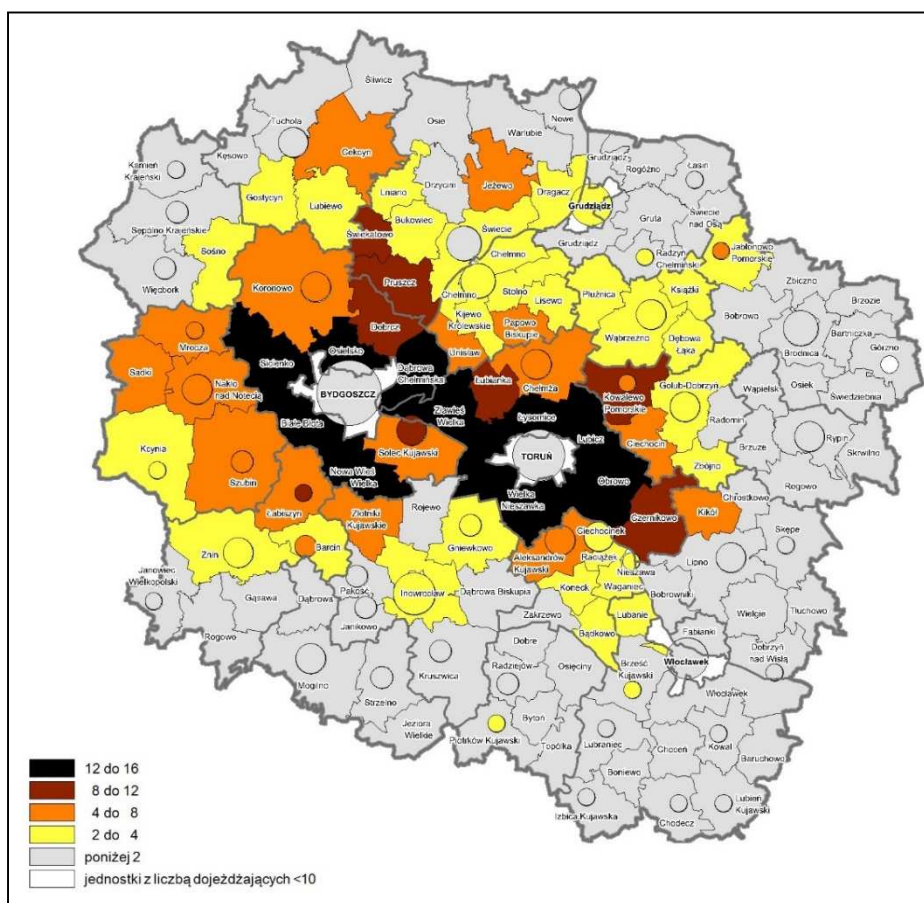 Śliwice
Tuchola
Osie
Nowe
Warlubie
Cekcyn
Kęsowo
Kamień
Krajeński
Grudziądz
Rogóźno
Łasin
Drzycim
Jeżewo
Dragacz
Gostycyn
Lubiewo
Lniano
Bukowiec
Grudziądz
Gruta
Świecie
nad Osą
Sępolno Krajeńskie
Sośno
Świekatowo
Świecie
Chełmno
Grudziądz
Radzyń
Chełmiński
Jabłonowo
Pomorskie
Więcbork
Koronowo
Pruszcz
Chełmno
Stolno
Lisewo
Płużnica
Książki
Zbiczno
Brzozie
Bobrowo
Bartniczka
Górzno
Dobrcz
Kijewo
Królewskie
Papowo
Biskupie
Wąbrzeźno
Dębowa
Łąka
Brodnica
Mrocza
Sicienko
Osielsko
Unisław
Chełmża
Sadki
Nakło
nad Notecią
BYDGOSZCZ
Dąbrowa
Chełmińska
Łubianka
Kowalewo
Pomorskie
Golub-Dobrzyń
Wąpielsk
Osiek
Świedziebnia
Zławieś
Wielka
Łysomice
Radomin
Białe Błota
Lubicz
Ciechocin
Brzuze
Rypin
Skrwilno
Kcynia
Solec Kujawski
TORUŃ
Zbójno
Szubin
Nowa Wieś
Wielka
Obrowo
Rogowo
Wielka
Nieszawka
Chrostkowo
Łabiszyn
Złotniki
Kujawskie
Rojewo
Czernikowo
Kikół
Skępe
Ciechocinek
Żnin
Barcin
Gniewkowo
Aleksandrów
Kujawski
Raciążek
Nieszawa
Lipno
Janowiec
Wielkopolski
Pakość
Inowrocław
Koneck
Waganiec
Bobrowniki
Gąsawa
Dąbrowa
Dąbrowa Biskupia
Lubanie
Wielgie
Tłuchowo
Janikowo
Zakrzewo
Bądkowo
Fabianki
Rogowo
Dobre
Osięciny
Brześć
Kujawski
Włocławek
Dobrzyń
nad Wisłą
Mogilno
Kruszwica
Radziejów
Strzelno
Bytoń
Włocławek
Jeziora
Wielkie
Piotrków Kujawski
Topólka
Lubraniec
Choceń
Kowal
Baruchowo
Boniewo
Izbica Kujawska
Chodecz
Lubień
Kujawski
12 do 16
8 do 12
4 do 8
2 do 4
poniżej 2
jednostki z liczbą dojeżdżających <10